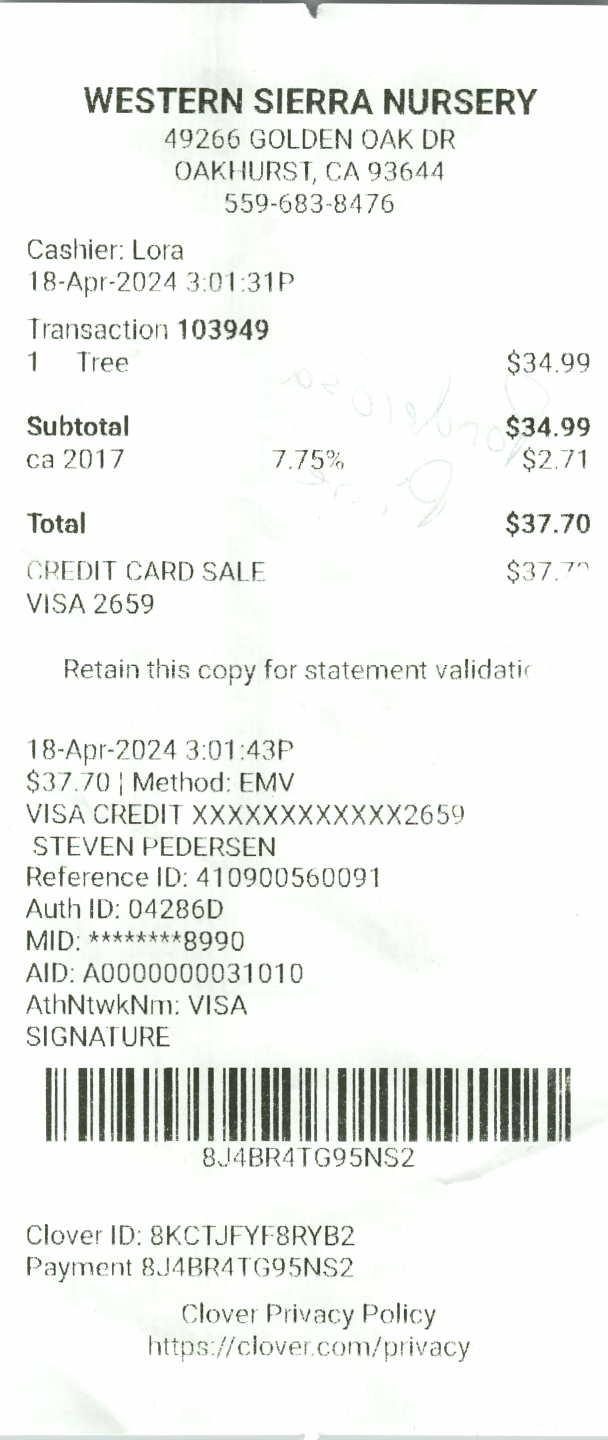 WESTERN SIERRA NURSERY
49266 GOLDEN OAK DR
OAKHURST, CA 93644
559-683-8476
Cashier: Lora
18-Apr-2024 3:01:31P
Transaction 103949
1 Tree $34.99
Subtotal $34.99
ca 2017 7.75% $2.71
Total $37.70
CREDIT CARD SALE $37.70
VISA 2659
Retain this copy for statement
18-Apr-2024 3:01:43P
$37.70 | Method: EMV
VISA CREDIT XXXXXXXXXXXX2659
STEVEN PEDERSEN
Reference ID: 410900560091
Auth ID: 04286D
MID: ********8990
AID: A0000000031010
AthNtwkNm: VISA
SIGNATURE
8J4BR4TG95NS2
Clover ID: 8KCTJFYF8RYB2
Payment 8J4BR4TG95NS2
Clover Privacy Policy
https://clover.com/privacy